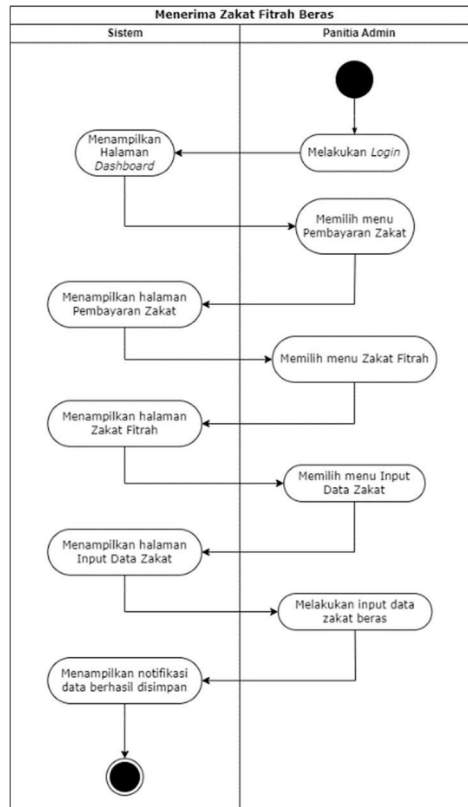 Menerima Zakat Fitrah Beras
Sistem
Panitia Admin
Menampilkan
Halaman
Dashboard
Melakukan Login
Memilih menu
Pembayaran Zakat
Menampilkan halaman
Pembayaran Zakat
Memilih menu Zakat Fitrah
Menampilkan halaman
Zakat Fitrah
Memilih menu Input
Data Zakat
Menampilkan halaman
Input Data Zakat
Melakukan input data
zakat beras
Menampilkan notifikasi
data berhasil disimpan